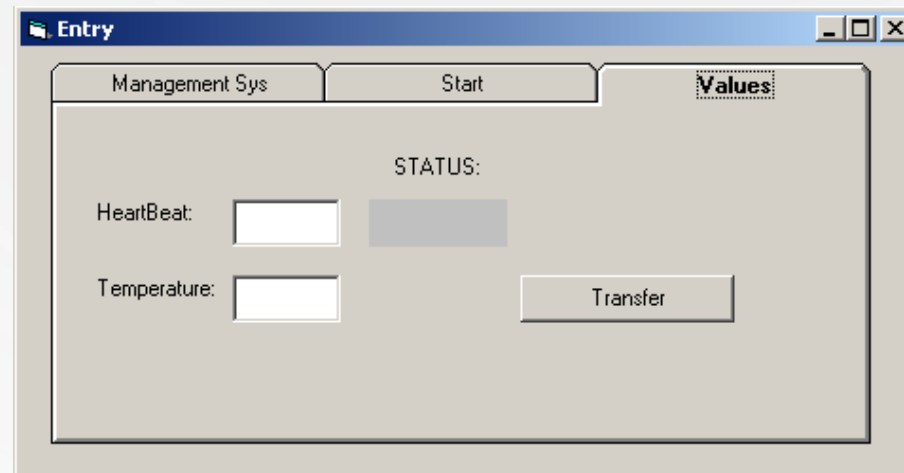 Entry
Management Sys
Start
Values
STATUS:
HeartBeat:
Temperature:
Transfer